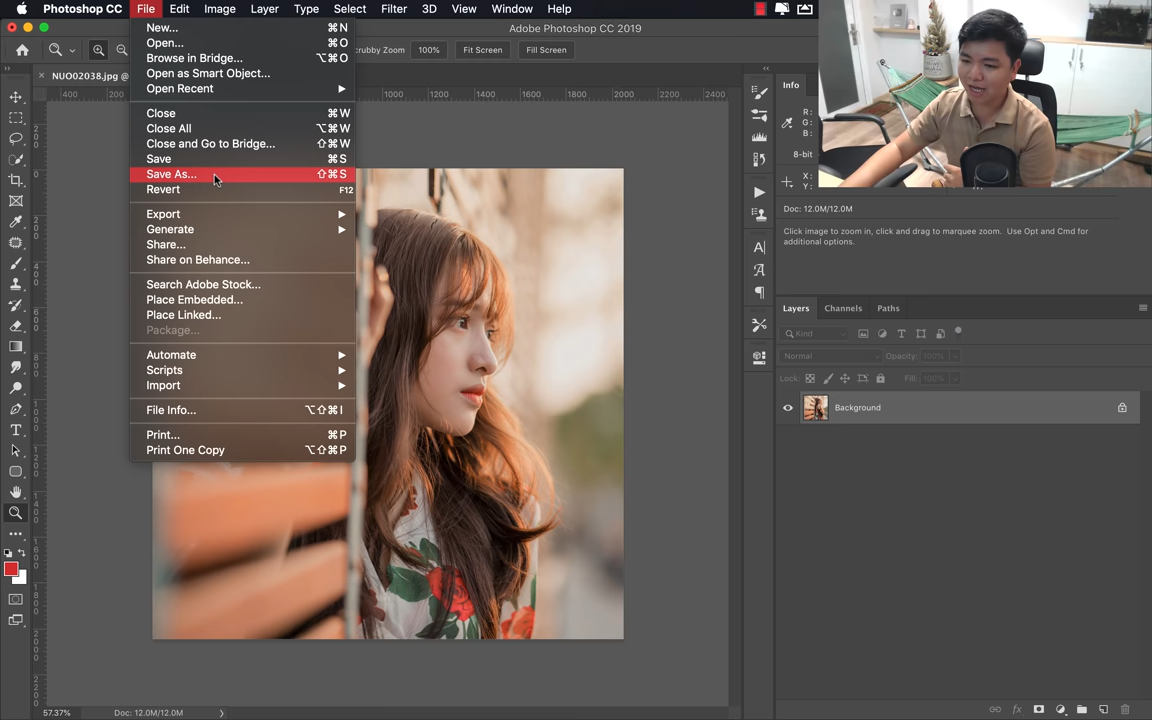 Photoshop CC File Edit Image Layer Type Select Filter 3D View Window Help
Adobe Photoshop CC 2019
crubby Zoom 100% Fit Screen Fill Screen
NUO02038.jpg @
400 200 1000 1200 1400 1600 1800 2000 2200 2400
New... ⌘N
Open... ⌘O
Browse in Bridge... ⌥⌘O
Open as Smart Object...
Open Recent
Close ⌘W
Close All ⌥⌘W
Close and Go to Bridge... ⇧⌘W
Save ⌘S
Save As... ⇧⌘S
Revert F12
Export
Generate
Share...
Share on Behance...
Search Adobe Stock...
Place Embedded...
Place Linked...
Package...
Automate
Scripts
Import
File Info... ⌥⇧⌘I
Print... ⌘P
Print One Copy ⌥⇧⌘P
Info
R:
G:
B:
8-bit
X:
Y:
Doc: 12.0M/12.0M
Click image to zoom in, click and drag to marquee zoom. Use Opt and Cmd for
additional options.
Layers Channels Paths
Kind
Normal Opacity: 100%
Lock: Fill: 100%
Background
57.37% Doc: 12.0M/12.0M